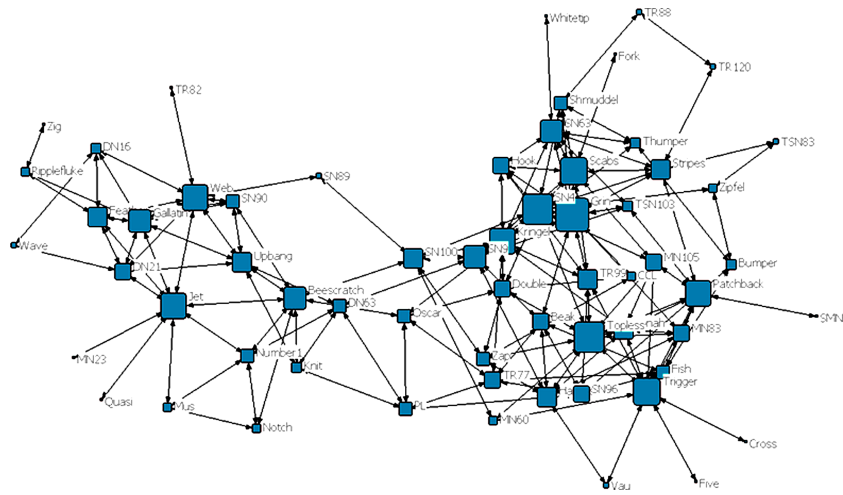 TR88
Whitetip
Fork
TR120
TR82
Shmuddel
Zig
SN63
Thumper
TSN83
DN16
Hook
Scabs
Stripes
Ripplefluke
SN89
Web
SN90
Zipfel
SN4
Grin
TSN103
Gallatin
Kringel
Wave
Upbang
SN100
SN9
MN105
Bumper
DN21
TR99
CCL
Double
Patchback
Jet
Beescratch
DN63
Oscar
Beak
Topless
MN83
SMN
Number1
Zap
MN23
Knit
TR77
Fish
Trigger
SN96
Quasi
Mus
PL
MN60
Notch
Cross
Five
Vau